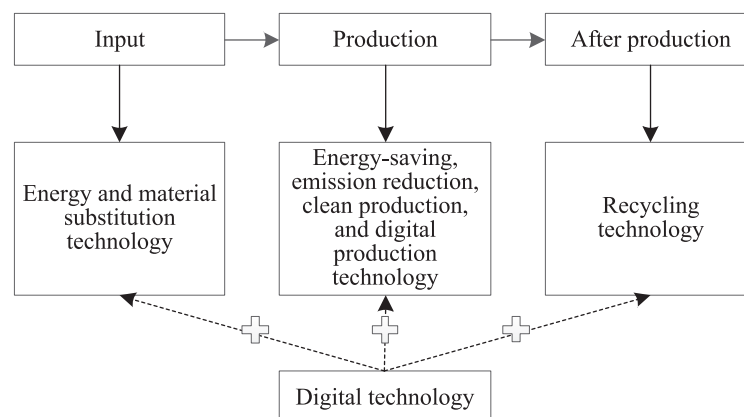 Input
Production
After production
Energy and material
substitution
technology
Energy-saving,
emission reduction,
clean production,
and digital
production
technology
Recycling
technology
Digital technology